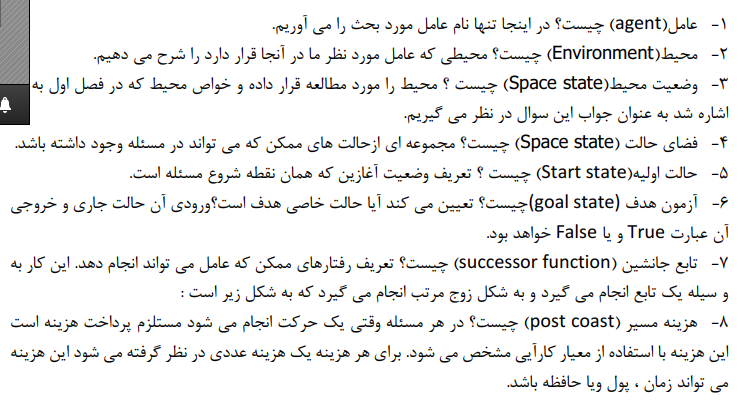 ۱- عامل(agent) چیست؟ در اینجا تنها نام عامل مورد بحث را می آوریم.
۲- محیط(Environment) چیست؟ محیطی که عامل مورد نظر ما در آنجا قرار دارد را شرح می دهیم.
۳- وضعیت محیط(Space state) چیست ؟ محیط را مورد مطالعه قرار داده و خواص محیط که در فصل اول به
اشاره شد به عنوان جواب این سوال در نظر می گیریم.
۴- فضای حالت (Space state) چیست؟ مجموعه ای ازحالت های ممکن که می تواند در مسئله وجود داشته باشد.
۵- حالت اولیه(Start state) چیست ؟ تعریف وضعیت آغازین که همان نقطه شروع مسئله است.
۶- آزمون هدف (goal state)چیست؟ تعیین می کند آیا حالت خاصی هدف است؟ورودی آن حالت جاری و خروجی
آن عبارت True و یا False خواهد بود.
۷- تابع جانشین (successor function) چیست؟ تعریف رفتارهای ممکن که عامل می تواند انجام دهد. این کار به
و سیله یک تابع انجام می گیرد و به شکل زوج مرتب انجام می گیرد که به شکل زیر است :
۸- هزینه مسیر (post coast) چیست؟ در هر مسئله وقتی یک حرکت انجام می شود مستلزم پرداخت هزینه است
این هزینه با استفاده از معیار کارآیی مشخص می شود. برای هر هزینه یک هزینه عددی در نظر گرفته می شود این هزینه
می تواند زمان ، پول ویا حافظه باشد.